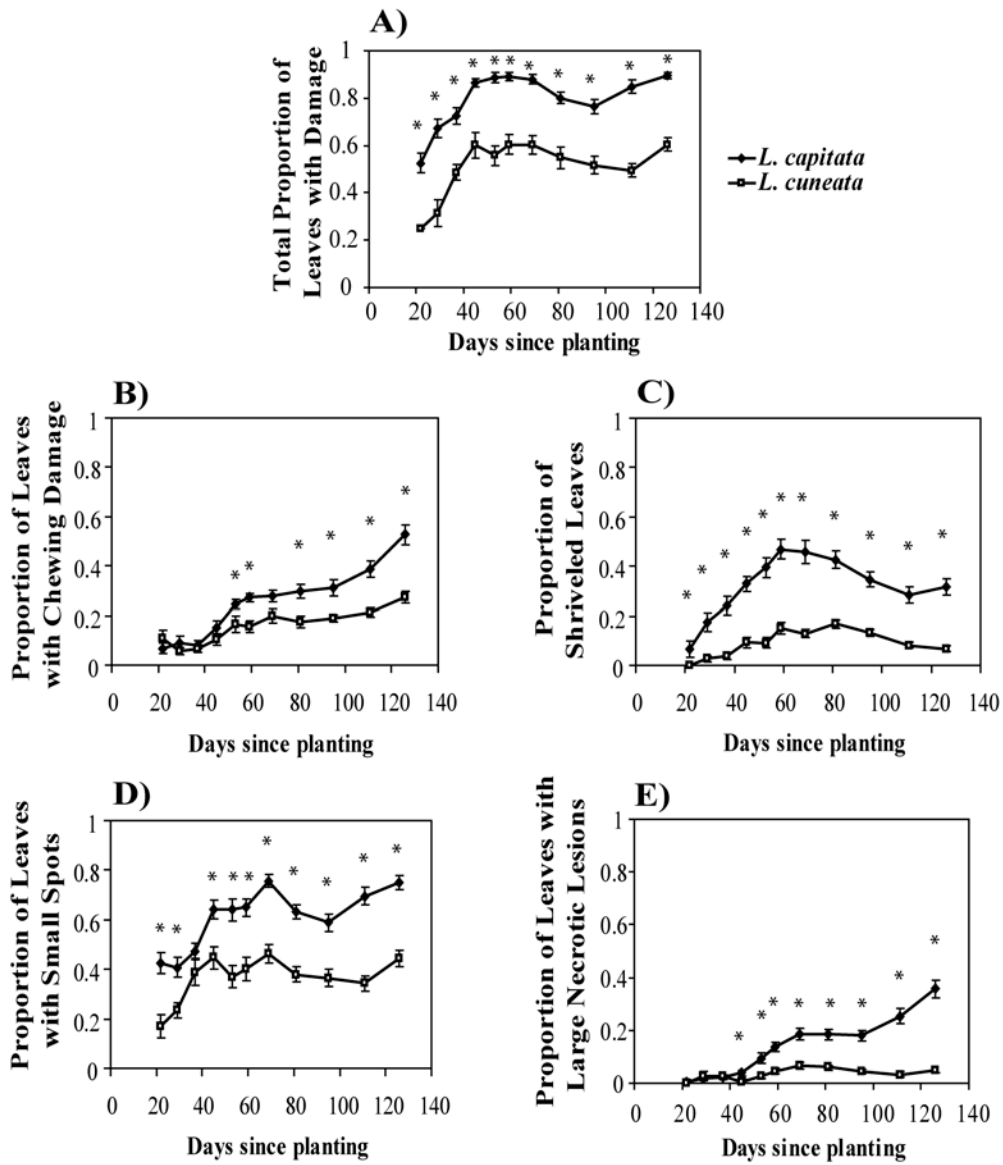 A)
Total Proportion of
Leaves with Damage
1
0.8
0.6
0.4
0.2
0
* * * * * * * * * * *
0 20 40 60 80 100 120 140
Days since planting
L. capitata
L. cuneata
B)
Proportion of Leaves
with Chewing Damage
1
0.8
0.6
0.4
0.2
0
* * * * * *
0 20 40 60 80 100 120 140
Days since planting
C)
Proportion of
Shriveled Leaves
1
0.8
0.6
0.4
0.2
0
* * * * * * * * * * *
0 20 40 60 80 100 120 140
Days since planting
D)
Proportion of Leaves
with Small Spots
1
0.8
0.6
0.4
0.2
0
* * * * * * * * * *
0 20 40 60 80 100 120 140
Days since planting
E)
Proportion of Leaves with
Large Necrotic Lesions
1
0.8
0.6
0.4
0.2
0
* * * * * * * *
0 20 40 60 80 100 120 140
Days since planting